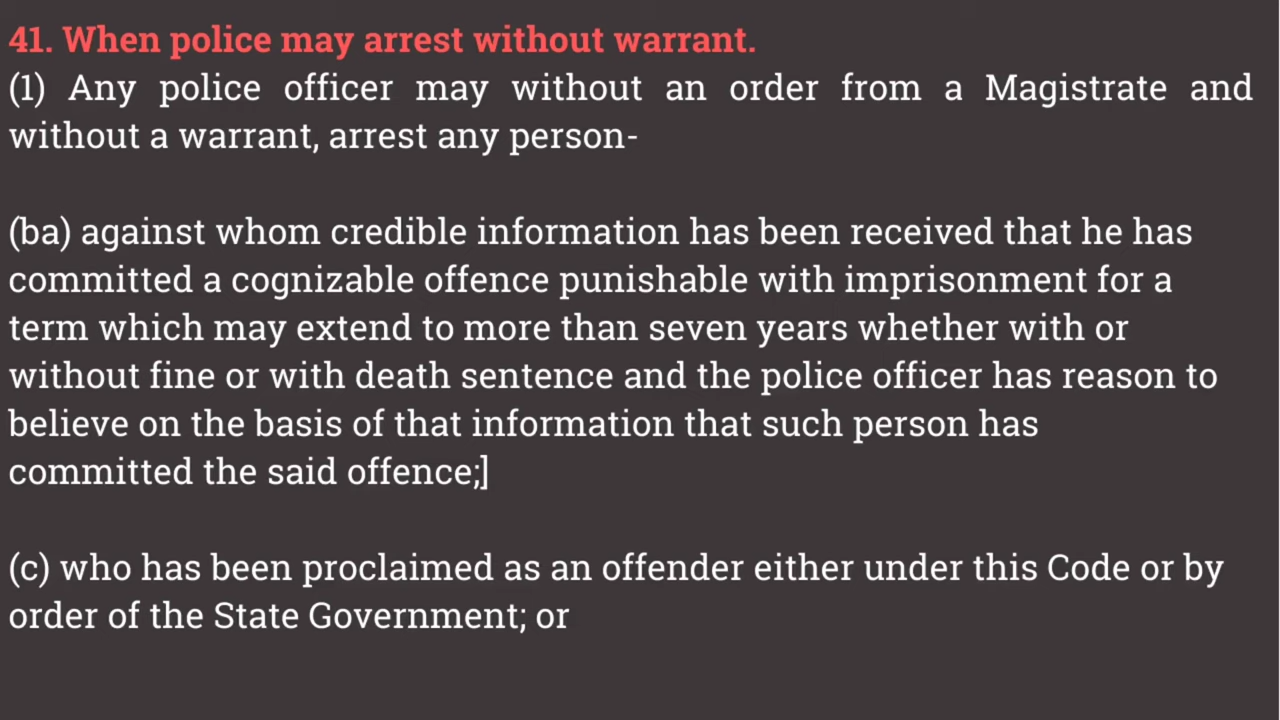 41. When police may arrest without warrant.
(1) Any police officer may without an order from a Magistrate and
without a warrant, arrest any person-
(ba) against whom credible information has been received that he has
committed a cognizable offence punishable with imprisonment for a
term which may extend to more than seven years whether with or
without fine or with death sentence and the police officer has reason to
believe on the basis of that information that such person has
committed the said offence;]
(c) who has been proclaimed as an offender either under this Code or by
order of the State Government; or